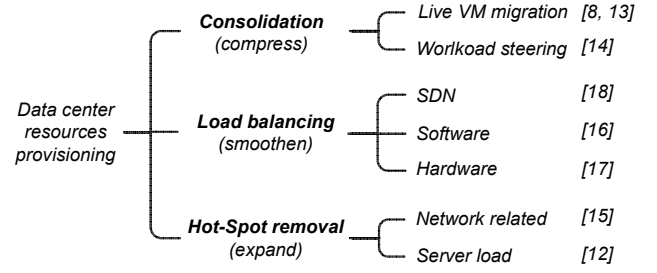 Data center
resources
provisioning
Consolidation
(compress)
Live VM migration [8, 13]
Worlkoad steering [14]
Load balancing
(smoothen)
SDN [18]
Software [16]
Hardware [17]
Hot-Spot removal
(expand)
Network related [15]
Server load [12]